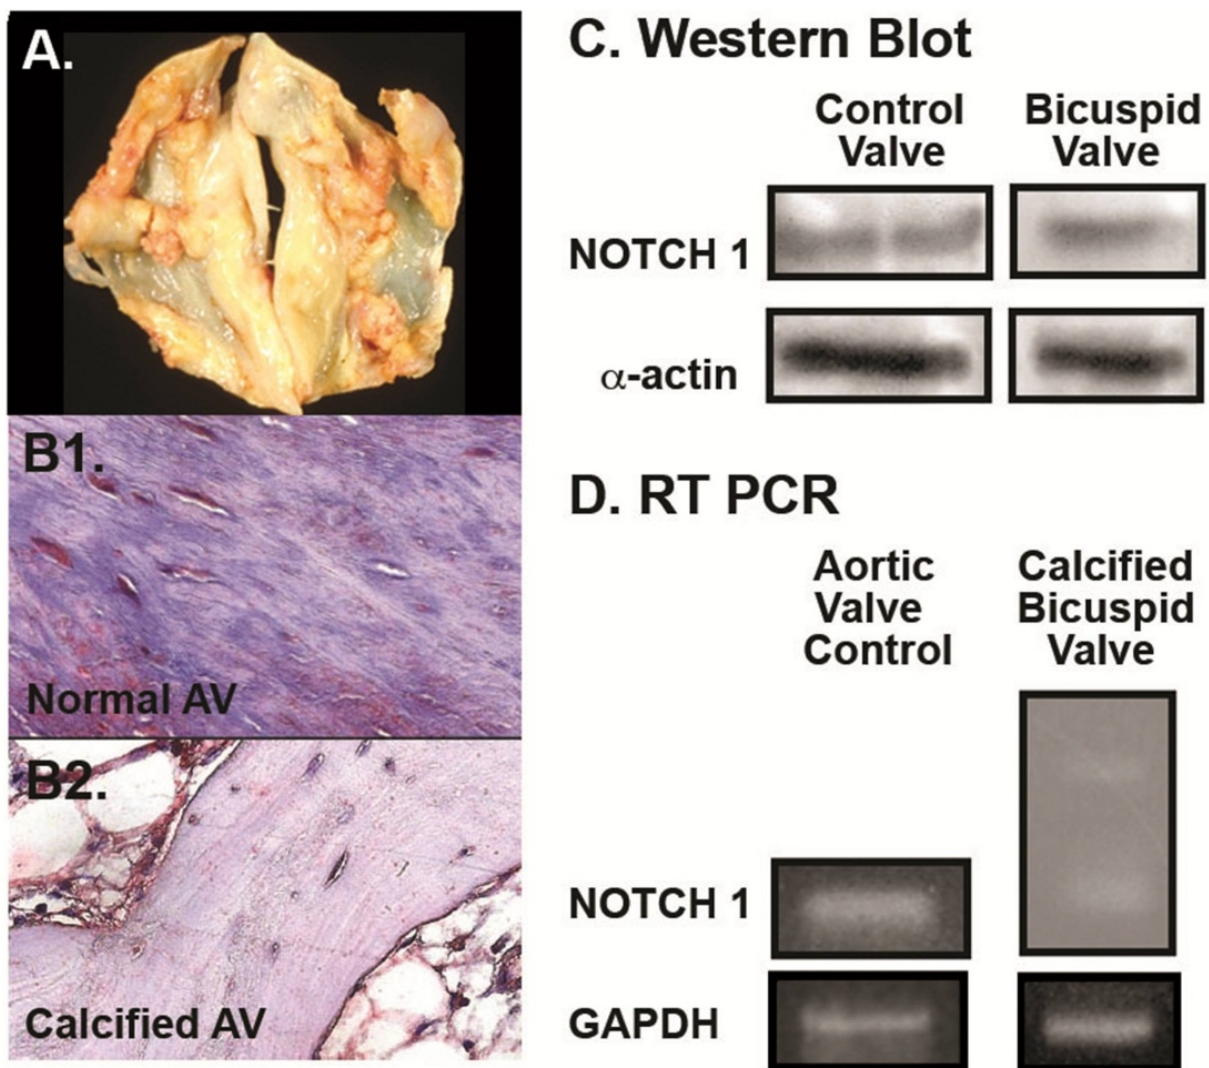 A.
B1.
Normal AV
B2.
Calcified AV
C. Western Blot
Control
Valve
Bicuspid
Valve
NOTCH 1
α-actin
D. RT PCR
Aortic
Valve
Control
Calcified
Bicuspid
Valve
NOTCH 1
GAPDH